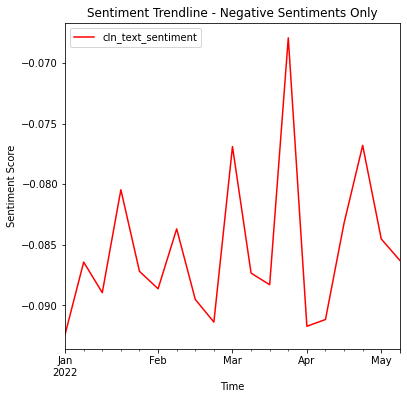 Sentiment Trendline - Negative Sentiments Only
cln_text_sentiment
−0.070
−0.075
−0.080
−0.085
−0.090
Sentiment Score
Jan Feb Mar Apr May
2022
Time